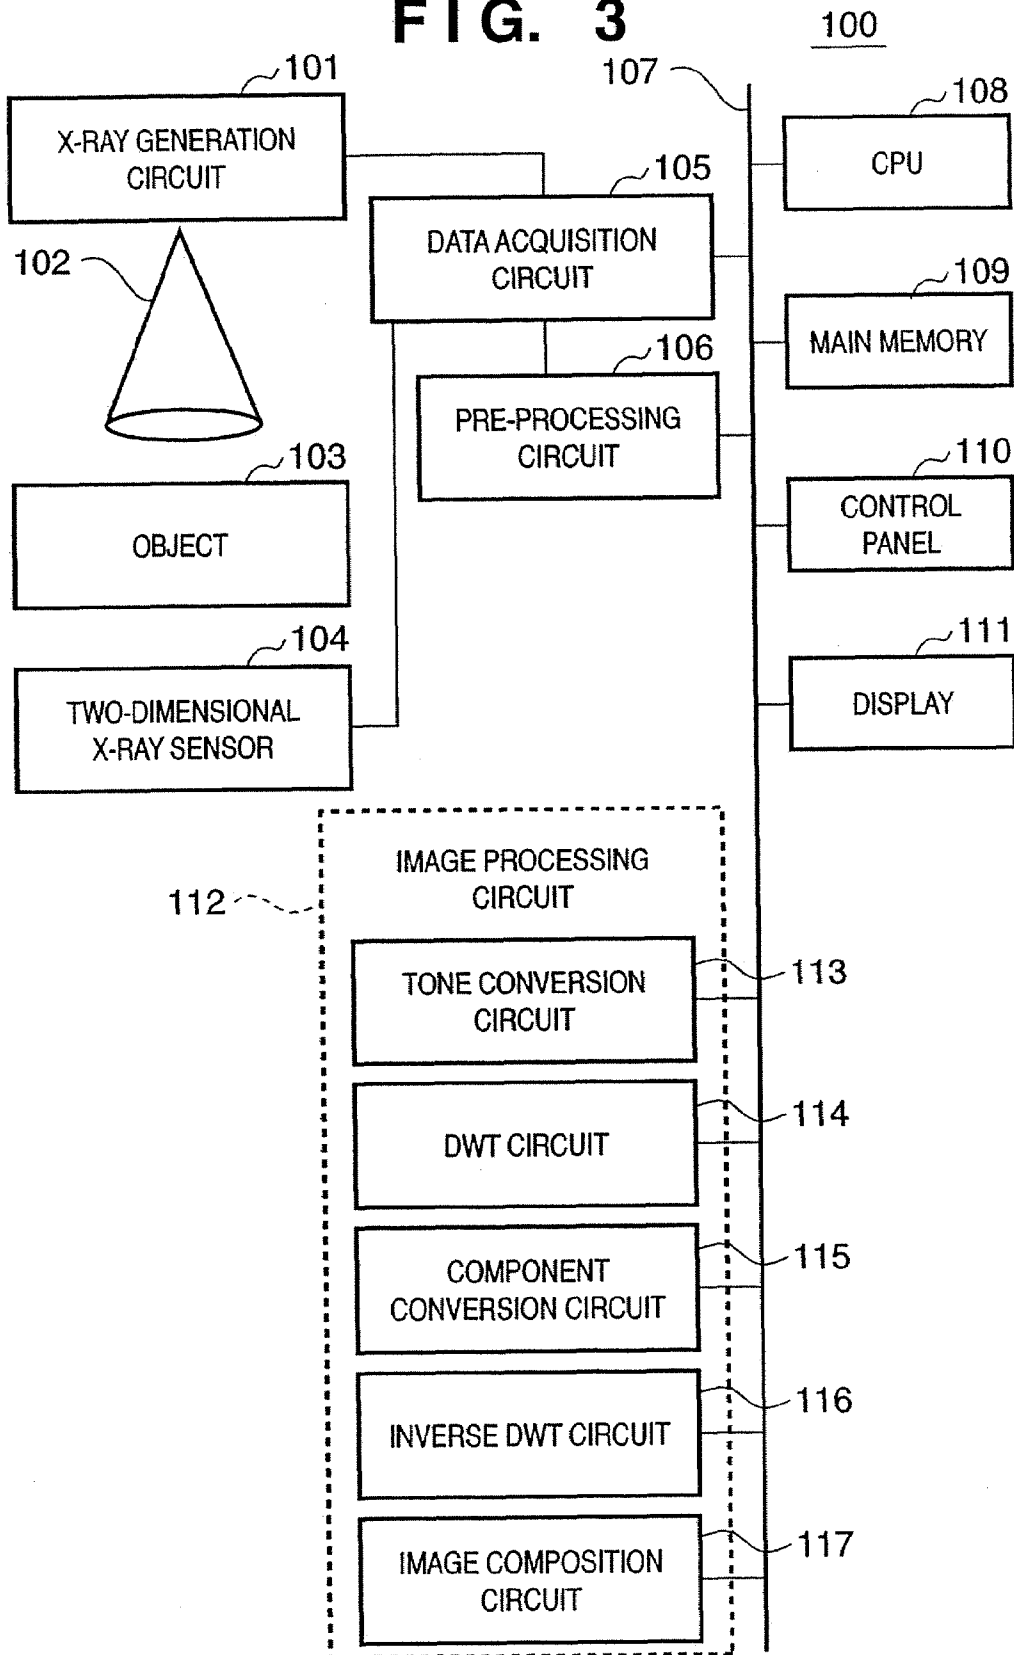 FIG. 3
100
101
X-RAY GENERATION
CIRCUIT
102
103
OBJECT
104
TWO-DIMENSIONAL
X-RAY SENSOR
105
DATA ACQUISITION
CIRCUIT
106
PRE-PROCESSING
CIRCUIT
107
108
CPU
109
MAIN MEMORY
110
CONTROL
PANEL
111
DISPLAY
112
IMAGE PROCESSING
CIRCUIT
113
TONE CONVERSION
CIRCUIT
114
DWT CIRCUIT
115
COMPONENT
CONVERSION CIRCUIT
116
INVERSE DWT CIRCUIT
117
IMAGE COMPOSITION
CIRCUIT